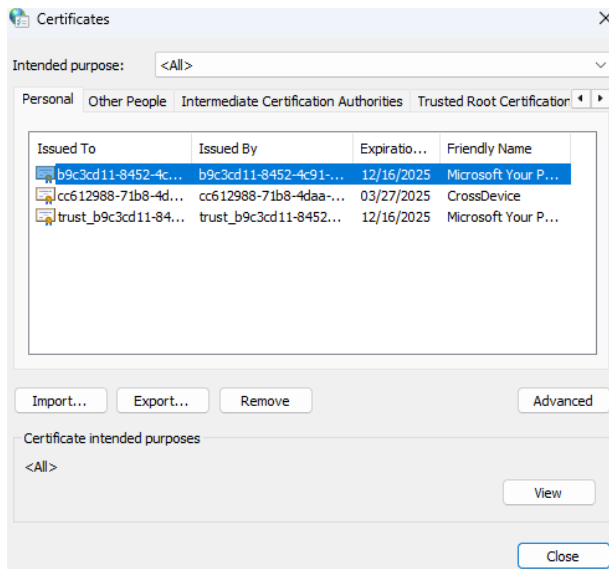 Certificates
Intended purpose: <All>
Personal Other People Intermediate Certification Authorities Trusted Root Certification
Issued To Issued By Expiratio... Friendly Name
b9c3cd11-8452-4c... b9c3cd11-8452-4c91-... 12/16/2025 Microsoft Your P...
cc612988-71b8-4d... cc612988-71b8-4daa-... 03/27/2025 CrossDevice
trust_b9c3cd11-84... trust_b9c3cd11-8452... 12/16/2025 Microsoft Your P...
Import... Export... Remove Advanced
Certificate intended purposes
<All>
View
Close